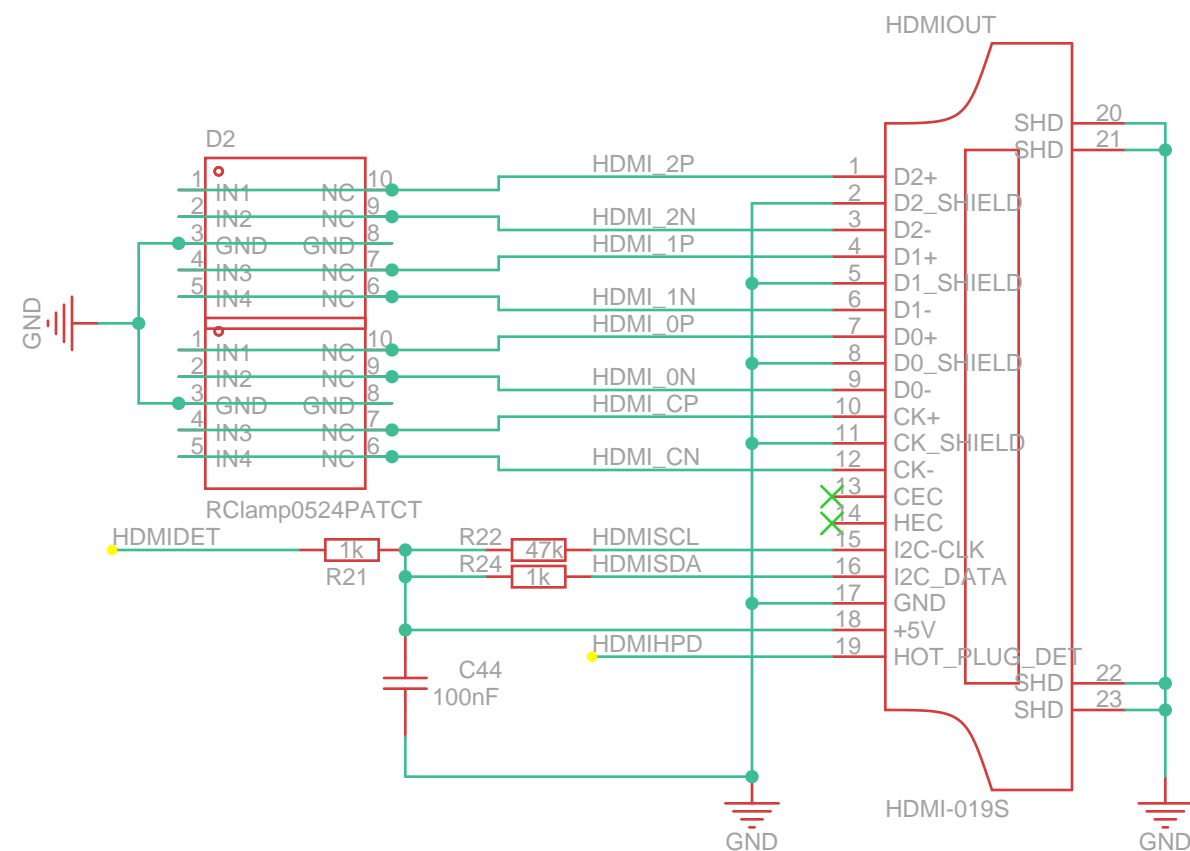 HDMIOUT
D2
1 IN1 NC 10
2 IN2 NC 9
3 GND GND 8
4 IN3 NC 7
5 IN4 NC 6
1 IN1 NC 10
2 IN2 NC 9
3 GND GND 8
4 IN3 NC 7
5 IN4 NC 6
RClamp0524PATCT
GND
HDMI_2P 1 D2+
2 D2_SHIELD
HDMI_2N 3 D2-
HDMI_1P 4 D1+
5 D1_SHIELD
HDMI_1N 6 D1-
HDMI_0P 7 D0+
8 D0_SHIELD
HDMI_0N 9 D0-
HDMI_CP 10 CK+
11 CK_SHIELD
HDMI_CN 12 CK-
13 CEC
14 HEC
HDMISCL 15 I2C-CLK
HDMISDA 16 I2C_DATA
17 GND
18 +5V
HDMIHPD 19 HOT_PLUG_DET
SHD 20
SHD 21
SHD 22
SHD 23
HDMIDET
1k
R21
R22 47k
R24 1k
C44
100nF
HDMI-019S
GND
GND